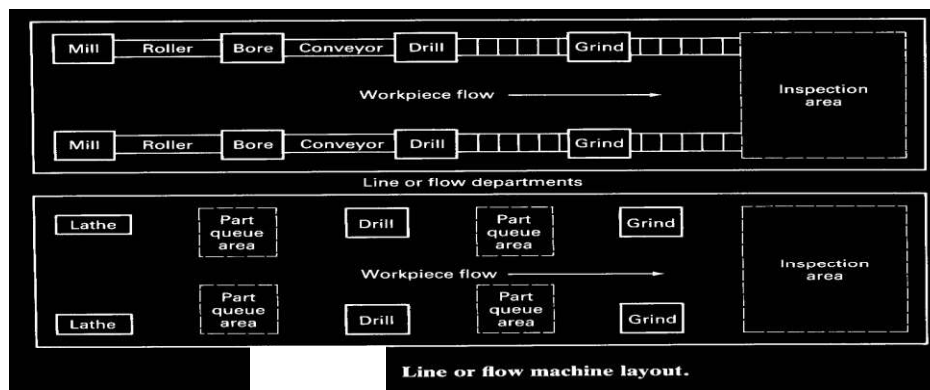 Mill Roller Bore Conveyor Drill Grind
Inspection
area
Workpiece flow
Mill Roller Bore Conveyor Drill Grind
Line or flow departments
Lathe Part queue area Drill Part queue area Grind
Workpiece flow
Inspection
area
Lathe Part queue area Drill Part queue area Grind
Line or flow machine layout.